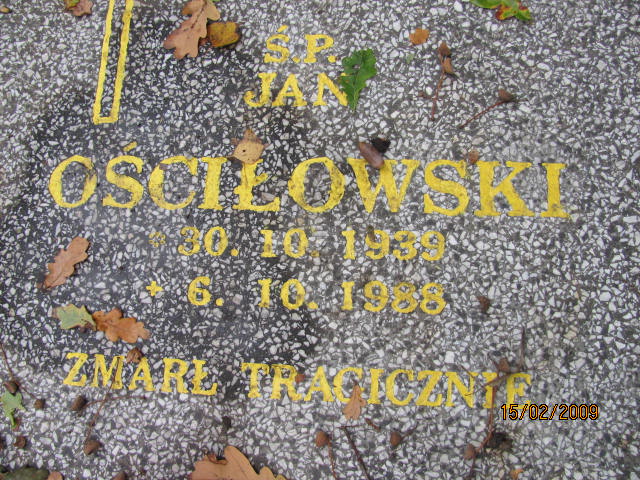 Ś.P.
JAN
OŚCIŁOWSKI
* 30. 10. 1939
+ 6. 10. 1988
ZMARŁ TRAGICZNIE
15/02/2009